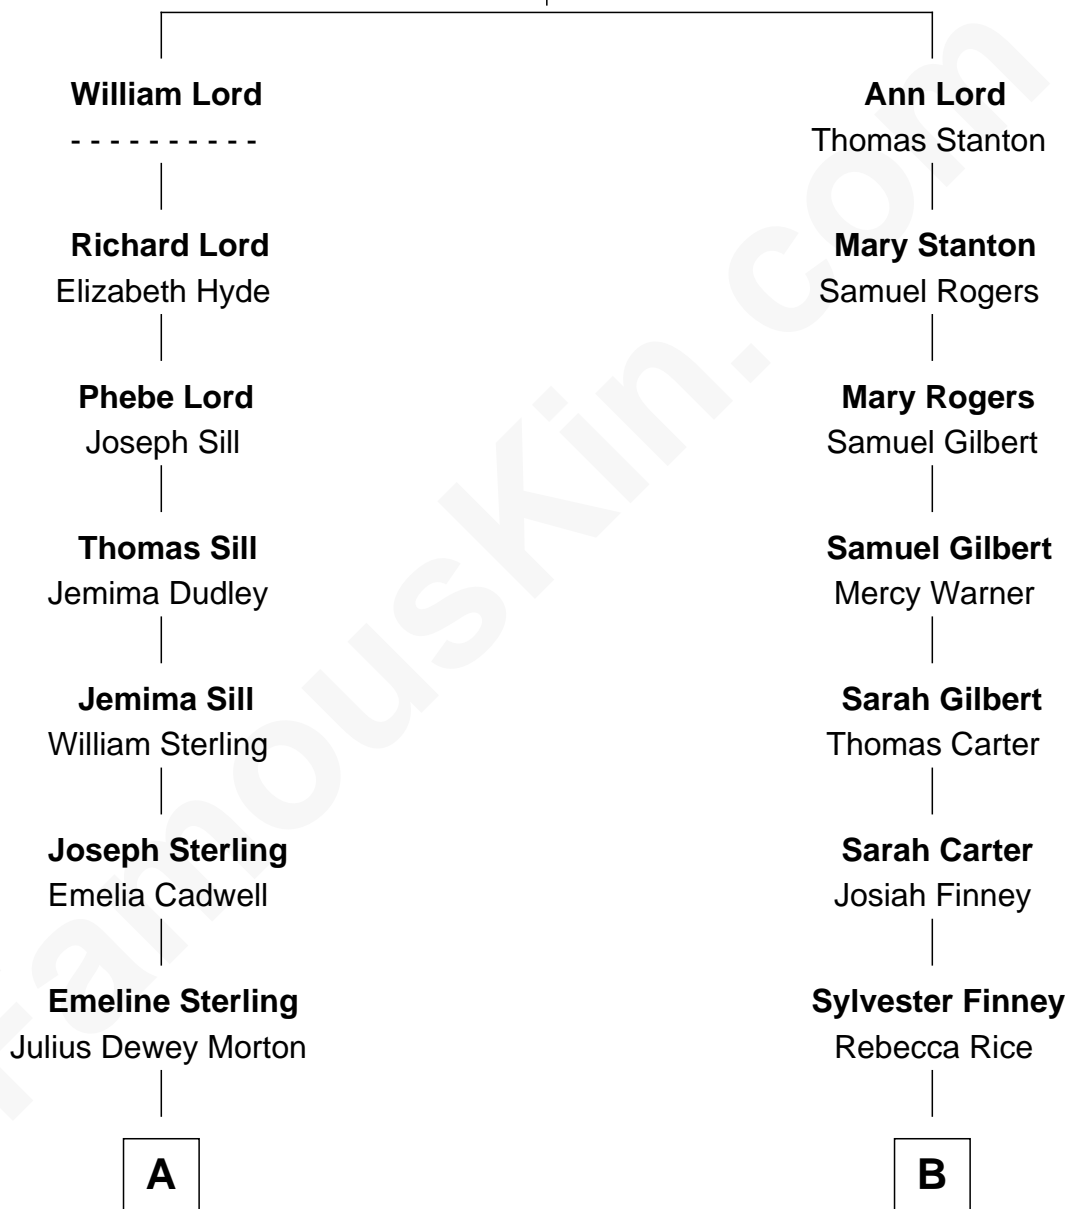 William Lord
- - - - - - - - - -
Richard Lord
Elizabeth Hyde
Phebe Lord
Joseph Sill
Thomas Sill
Jemima Dudley
Jemima Sill
William Sterling
Joseph Sterling
Emelia Cadwell
Emeline Sterling
Julius Dewey Morton
A
Ann Lord
Thomas Stanton
Mary Stanton
Samuel Rogers
Mary Rogers
Samuel Gilbert
Samuel Gilbert
Mercy Warner
Sarah Gilbert
Thomas Carter
Sarah Carter
Josiah Finney
Sylvester Finney
Rebecca Rice
B
FamousKin.com